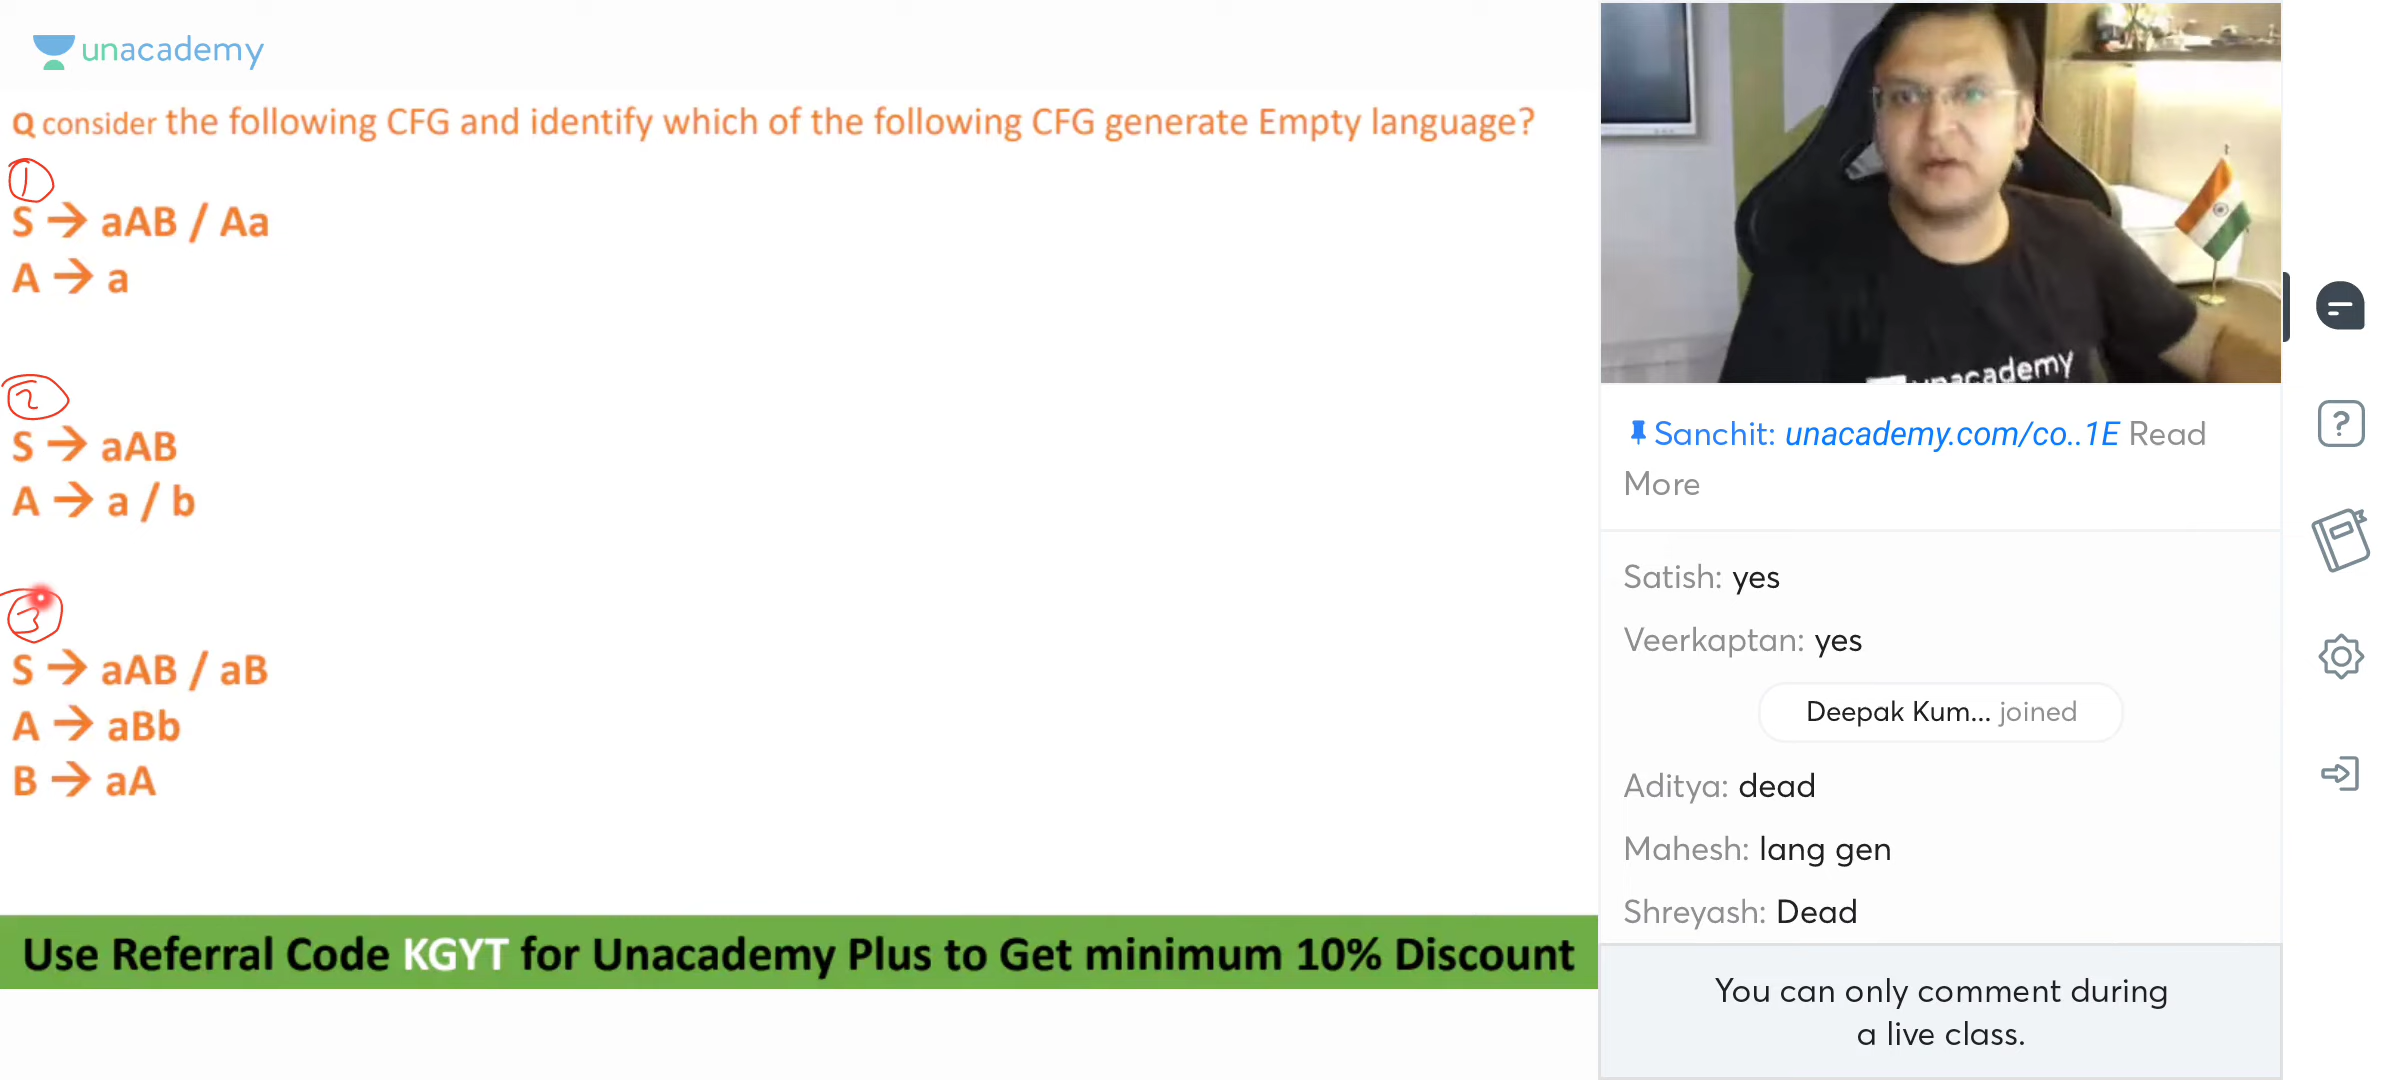 unacademy
Q consider the following CFG and identify which of the following CFG generate Empty language?
1
S → aAB / Aa
A → a
2
S → aAB
A → a / b
3
S → aAB / aB
A → aBb
B → aA
Use Referral Code KGYT for Unacademy Plus to Get minimum 10% Discount
unacademy
Sanchit: unacademy.com/co..1E Read
More
Satish: yes
Veerkaptan: yes
Deepak Kum... joined
Aditya: dead
Mahesh: lang gen
Shreyash: Dead
You can only comment during
a live class.
?